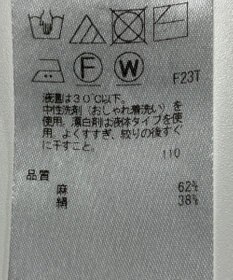 F
W
F23T
液温は30℃以下。
中性洗剤(おしゃれ着洗い)を
使用、漂白剤は液体タイプを使
用、よくすすぎ、絞りの後すぐ
に干すこと。
110
品質
麻 62%
絹 38%